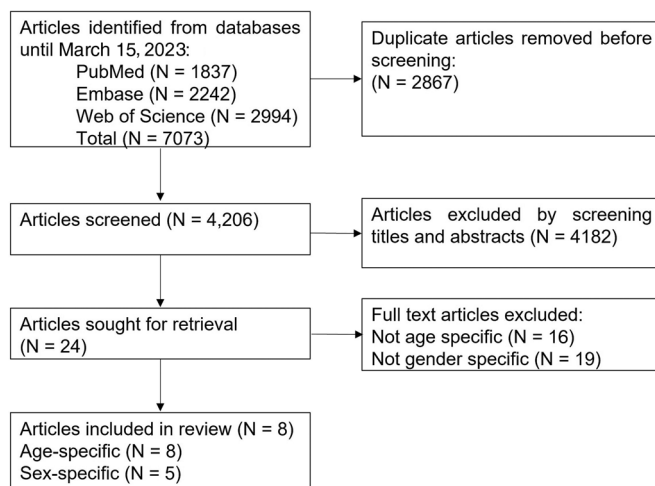 Articles identified from databases
until March 15, 2023:
PubMed (N = 1837)
Embase (N = 2242)
Web of Science (N = 2994)
Total (N = 7073)
Duplicate articles removed before
screening:
(N = 2867)
Articles screened (N = 4,206)
Articles excluded by screening
titles and abstracts (N = 4182)
Articles sought for retrieval
(N = 24)
Full text articles excluded:
Not age specific (N = 16)
Not gender specific (N = 19)
Articles included in review (N = 8)
Age-specific (N = 8)
Sex-specific (N = 5)